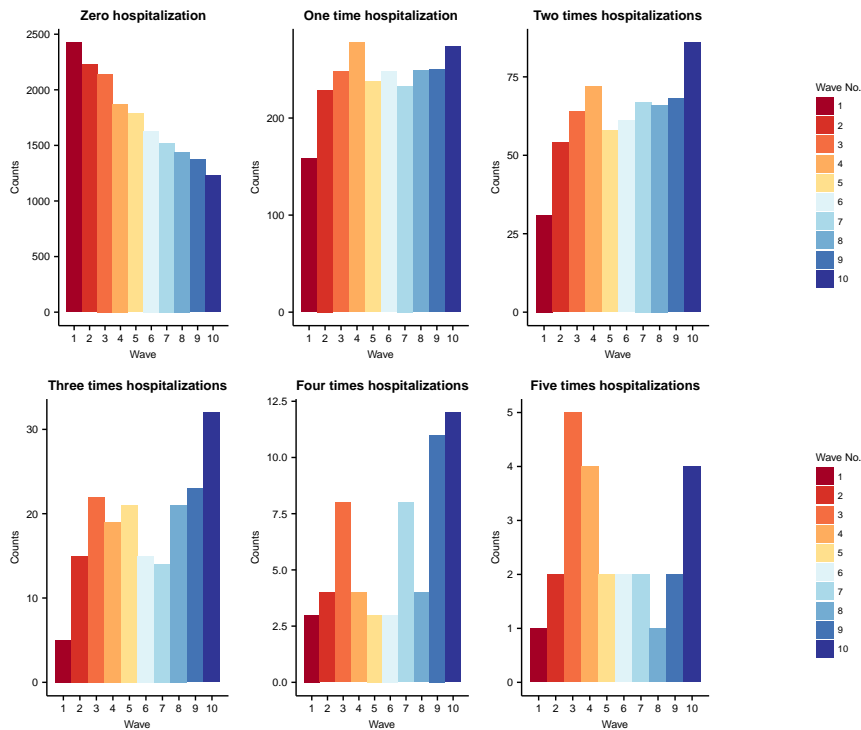 Zero hospitalization
One time hospitalization
Two times hospitalizations
2500
2000
1500
1000
500
0
Counts
1 2 3 4 5 6 7 8 9 10
Wave
200
100
0
Counts
1 2 3 4 5 6 7 8 9 10
Wave
75
50
25
0
Counts
1 2 3 4 5 6 7 8 9 10
Wave
Wave No.
1
2
3
4
5
6
7
8
9
10
Three times hospitalizations
Four times hospitalizations
Five times hospitalizations
30
20
10
0
Counts
1 2 3 4 5 6 7 8 9 10
Wave
12.5
10.0
7.5
5.0
2.5
0.0
Counts
1 2 3 4 5 6 7 8 9 10
Wave
5
4
3
2
1
0
Counts
1 2 3 4 5 6 7 8 9 10
Wave
Wave No.
1
2
3
4
5
6
7
8
9
10